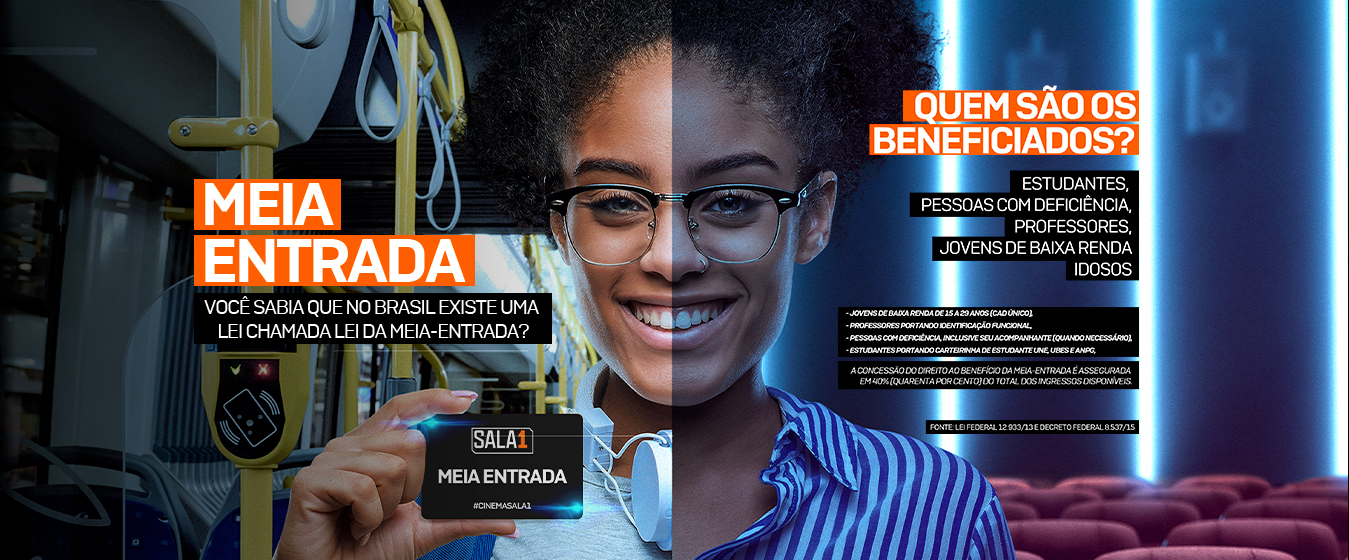 MEIA
ENTRADA
VOCÊ SABIA QUE NO BRASIL EXISTE UMA
LEI CHAMADA LEI DA MEIA-ENTRADA?
SALA1
MEIA ENTRADA
#CINEMASALA1
QUEM SÃO OS
BENEFICIADOS?
ESTUDANTES,
PESSOAS COM DEFICIÊNCIA,
PROFESSORES,
JOVENS DE BAIXA RENDA
IDOSOS
- JOVENS DE BAIXA RENDA DE 15 A 29 ANOS (CAD ÚNICO),
- PROFESSORES PORTANDO IDENTIFICAÇÃO FUNCIONAL,
- PESSOAS COM DEFICIÊNCIA, INCLUSIVE SEU ACOMPANHANTE (QUANDO NECESSÁRIO),
- ESTUDANTES PORTANDO CARTEIRINHA DE ESTUDANTE UNE, UBES E ANPG,
A CONCESSÃO DO DIREITO AO BENEFÍCIO DA MEIA-ENTRADA É ASSEGURADA
EM 40% (QUARENTA POR CENTO) DO TOTAL DOS INGRESSOS DISPONÍVEIS.
FONTE: LEI FEDERAL 12.933/13 E DECRETO FEDERAL 8.537/15